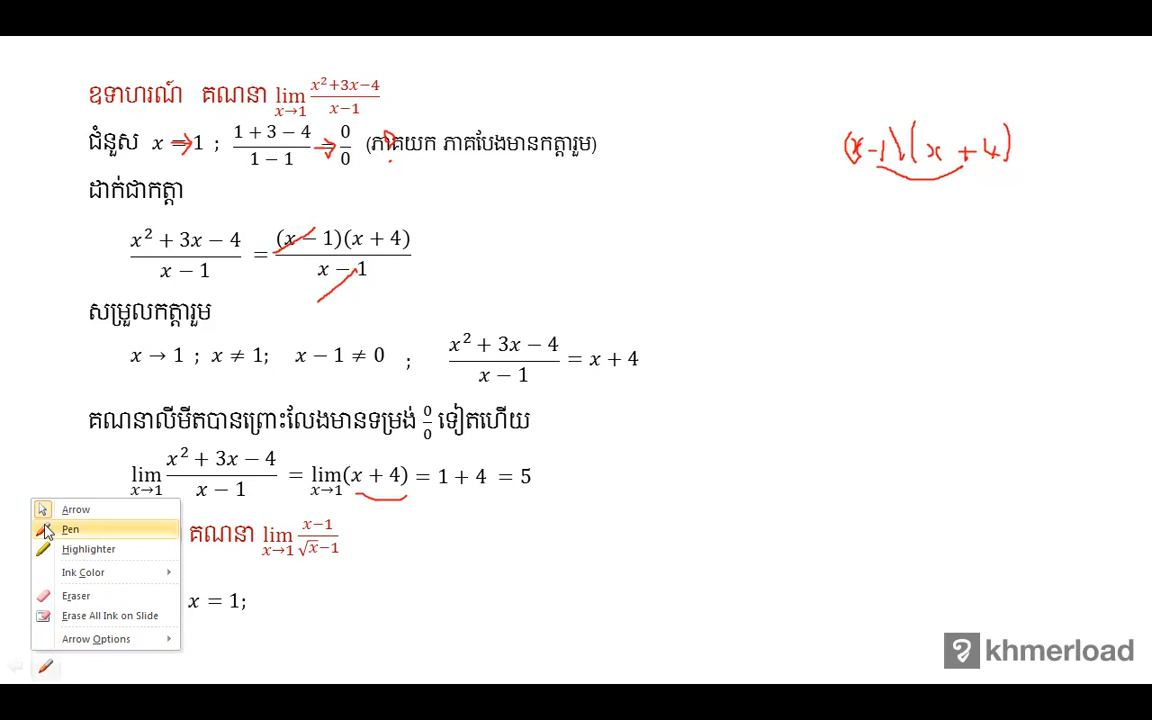 ឧទាហរណ៍ គណនា lim x→1 x²+3x−4 / x−1
ជំនួស x = 1 ; 1 + 3 − 4 / 1 − 1 = 0/0 (ភាគយក ភាគបែងមានកត្តារួម)
(x-1)(x+4)
ដាក់ជាកត្តា
x² + 3x − 4 / x − 1 = (x − 1)(x + 4) / x − 1
សម្រួលកត្តារួម
x → 1 ; x ≠ 1; x − 1 ≠ 0 ; x² + 3x − 4 / x − 1 = x + 4
គណនាលីមីតបានព្រោះលែងមានទម្រង់ 0/0 ទៀតហើយ
lim x→1 x² + 3x − 4 / x − 1 = lim x→1 (x + 4) = 1 + 4 = 5
គណនា lim x→1 x−1 / √x−1
x = 1;
Arrow
Pen
Highlighter
Ink Color
Eraser
Erase All Ink on Slide
Arrow Options
khmerload